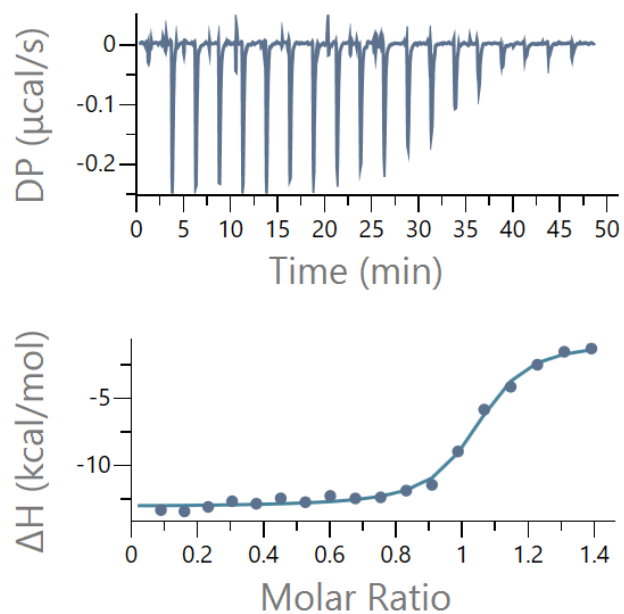 DP (µcal/s)
0
-0.1
-0.2
0 5 10 15 20 25 30 35 40 45 50
Time (min)
ΔH (kcal/mol)
-5
-10
0 0.2 0.4 0.6 0.8 1 1.2 1.4
Molar Ratio